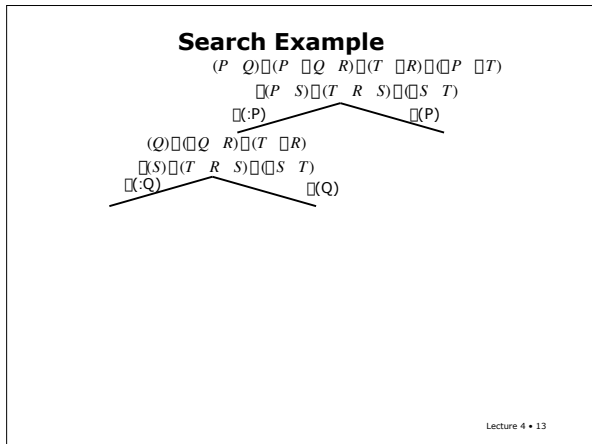 Search Example
(P Q)▯(P ▯Q R)▯(T ▯R)▯(▯P ▯T)
▯(P S)▯(T R S)▯(▯S T)
▯(:P) ▯(P)
(Q)▯(▯Q R)▯(T ▯R)
▯(S)▯(T R S)▯(▯S T)
▯(:Q) ▯(Q)
Lecture 4 • 13